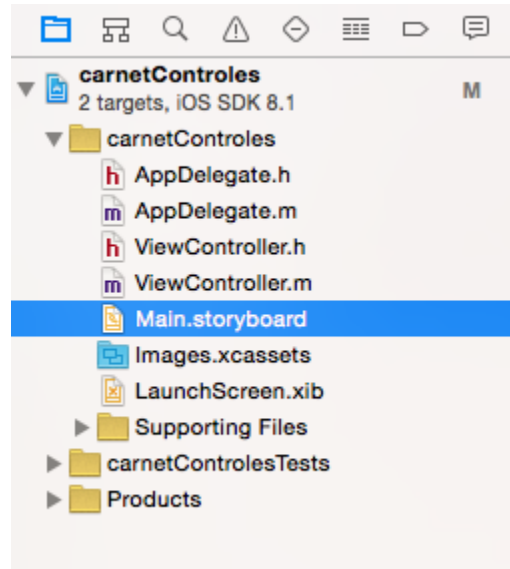 carnetControles
2 targets, iOS SDK 8.1
M
carnetControles
h AppDelegate.h
m AppDelegate.m
h ViewController.h
m ViewController.m
Main.storyboard
Images.xcassets
LaunchScreen.xib
Supporting Files
carnetControlesTests
Products